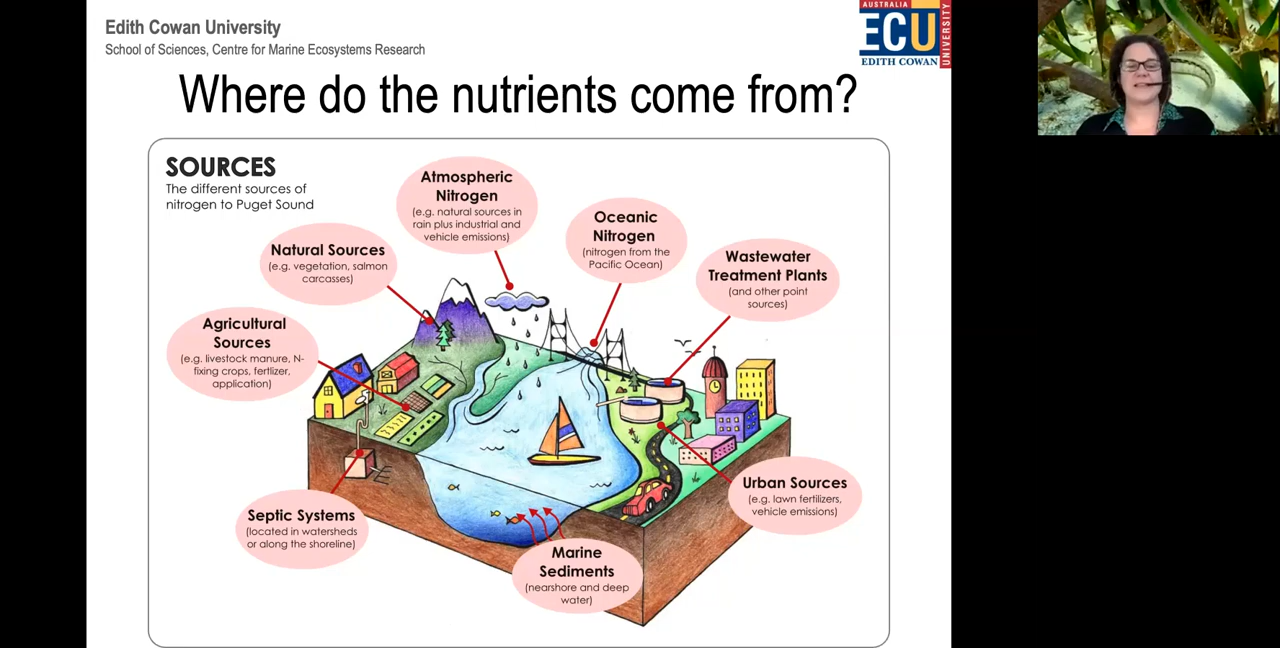 Edith Cowan University
School of Sciences, Centre for Marine Ecosystems Research
AUSTRALIA
ECU
EDITH COWAN
UNIVERSITY
Where do the nutrients come from?
SOURCES
The different sources of
nitrogen to Puget Sound
Atmospheric
Nitrogen
(e.g. natural sources in
rain plus industrial and
vehicle emissions)
Oceanic
Nitrogen
(nitrogen from the
Pacific Ocean)
Natural Sources
(e.g. vegetation, salmon
carcasses)
Wastewater
Treatment Plants
(and other point
sources)
Agricultural
Sources
(e.g. livestock manure, N-
fixing crops, fertlizer,
application)
Urban Sources
(e.g. lawn fertilizers,
vehicle emissions)
Septic Systems
(located in watersheds
or along the shoreline)
Marine
Sediments
(nearshore and deep
water)